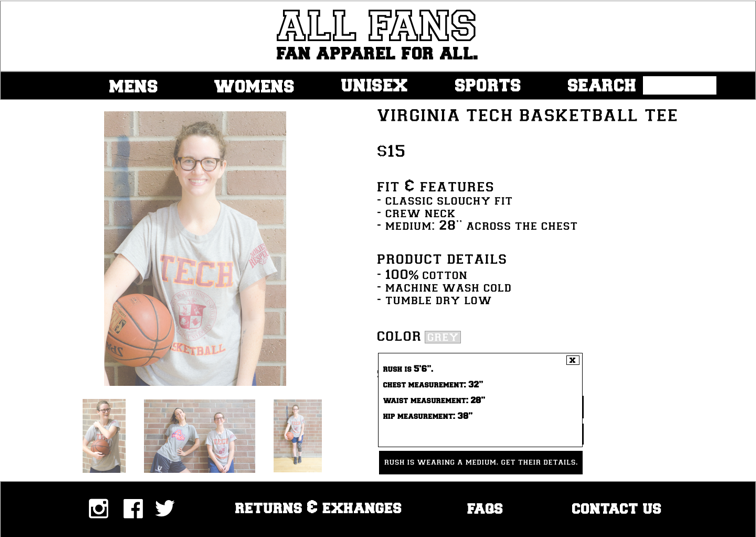 ALL FANS
FAN APPAREL FOR ALL.
MENS WOMENS UNISEX SPORTS SEARCH
VIRGINIA TECH BASKETBALL TEE
$15
FIT & FEATURES
- CLASSIC SLOUCHY FIT
- CREW NECK
- MEDIUM: 28" ACROSS THE CHEST
PRODUCT DETAILS
- 100% COTTON
- MACHINE WASH COLD
- TUMBLE DRY LOW
COLOR GREY
X
RUSH IS 5'6".
CHEST MEASUREMENT: 32"
WAIST MEASUREMENT: 28"
HIP MEASUREMENT: 38"
RUSH IS WEARING A MEDIUM. GET THEIR DETAILS.
TECH
RETURNS & EXHANGES FAQS CONTACT US